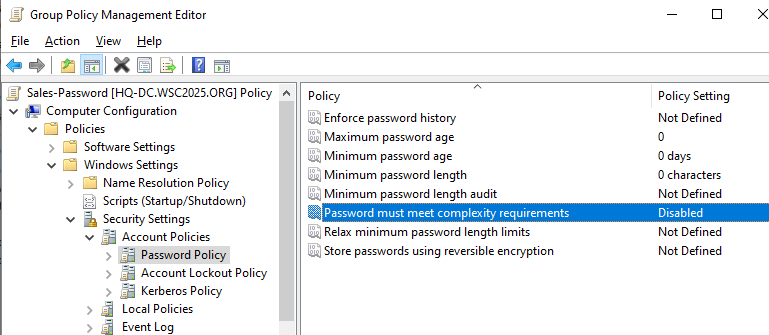 Group Policy Management Editor
File Action View Help
Sales-Password [HQ-DC.WSC2025.ORG] Policy
Computer Configuration
Policies
Software Settings
Windows Settings
Name Resolution Policy
Scripts (Startup/Shutdown)
Security Settings
Account Policies
Password Policy
Account Lockout Policy
Kerberos Policy
Local Policies
Event Log
Policy Policy Setting
Enforce password history Not Defined
Maximum password age 0
Minimum password age 0 days
Minimum password length 0 characters
Minimum password length audit Not Defined
Password must meet complexity requirements Disabled
Relax minimum password length limits Not Defined
Store passwords using reversible encryption Not Defined